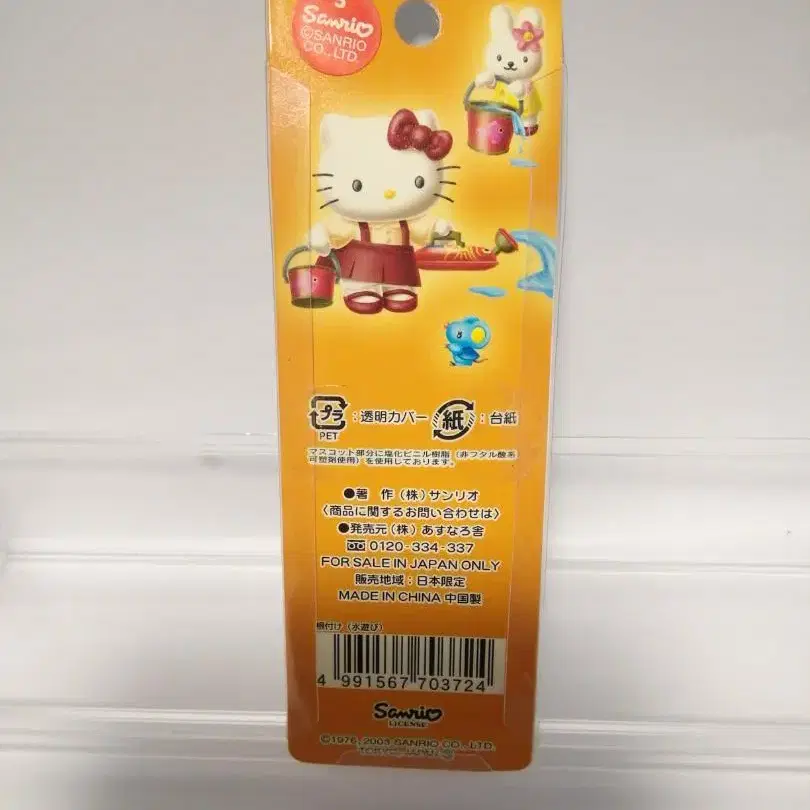 Sanrio
©SANRIO
CO.,LTD.
プラ
PET
:透明カバー
紙
:台紙
マスコット部分に塩化ビニル樹脂(非フタル酸系
可塑剤使用)を使用しております。
●著 作(株)サンリオ
〈商品に関するお問い合わせは〉
●発売元(株)あすなろ舎
0120-334-337
FOR SALE IN JAPAN ONLY
販売地域:日本限定
MADE IN CHINA 中国製
根付け(水遊び)
4 991567 703724
Sanrio
LICENSE
©1976, 2003 SANRIO CO., LTD.